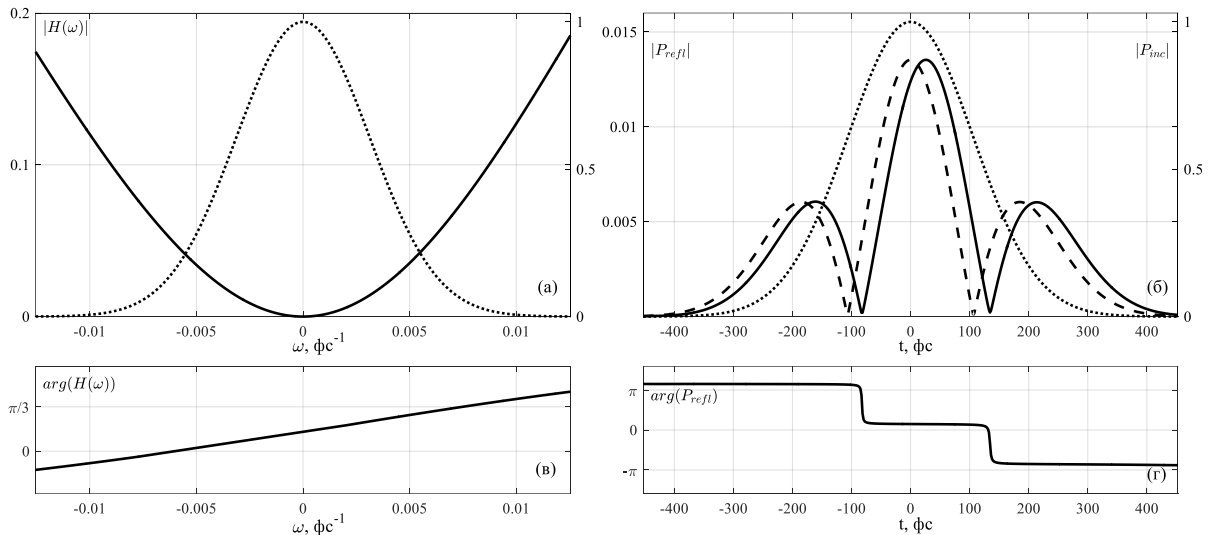 0.2
|H(ω)|
1
0.1
0.5
(а)
0
0
-0.01 -0.005 0 0.005 0.01
ω, фс-1
0.015
|P_refl|
1
|P_inc|
0.01
0.5
0.005
(б)
0
-400 -300 -200 -100 0 100 200 300 400
t, фс
arg(H(ω))
π/3
0
(в)
-0.01 -0.005 0 0.005 0.01
ω, фс-1
π
arg(P_refl)
0
-π
(г)
-400 -300 -200 -100 0 100 200 300 400
t, фс